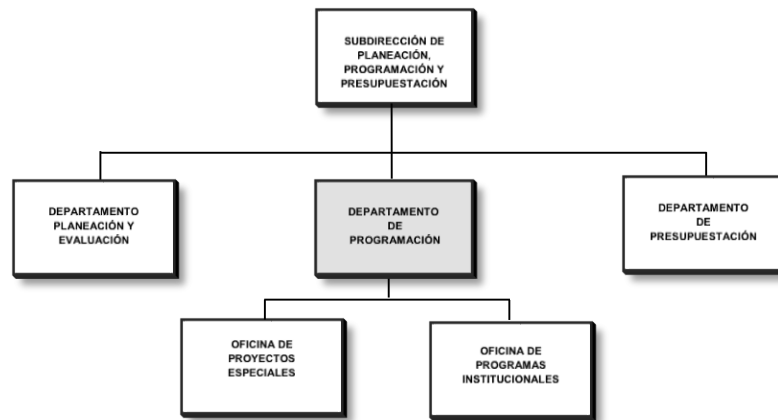 SUBDIRECCIÓN DE
PLANEACIÓN,
PROGRAMACIÓN Y
PRESUPUESTACIÓN
DEPARTAMENTO
PLANEACIÓN Y
EVALUACIÓN
DEPARTAMENTO
DE
PROGRAMACIÓN
DEPARTAMENTO
DE
PRESUPUESTACIÓN
OFICINA DE
PROYECTOS
ESPECIALES
OFICINA DE
PROGRAMAS
INSTITUCIONALES